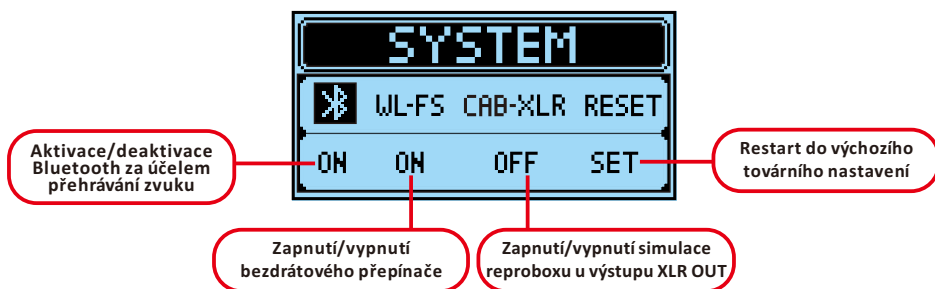 SYSTEM
WL-FS CAB-XLR RESET
ON ON OFF SET
Aktivace/deaktivace
Bluetooth za účelem
přehrávání zvuku
Restart do výchozího
továrního nastavení
Zapnutí/vypnutí
bezdrátového přepínače
Zapnutí/vypnutí simulace
reproboxu u výstupu XLR OUT